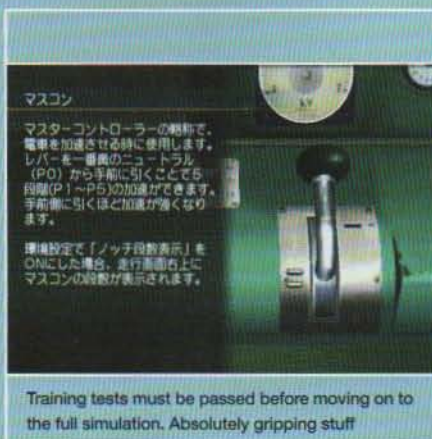 マスコン
マスターコントローラーの略称で、
電車を加速させる時に使用します。
レバーを一番奥のニュートラル
（P0）から手前に引くことで5
段階(P1～P5)の加速ができます。
手前側に引くほど加速が強くなり
ます。
環境設定で「ノッチ段数表示」を
ONにした場合、走行画面右上に
マスコンの段数が表示されます。
kV
Training tests must be passed before moving on to
the full simulation. Absolutely gripping stuff